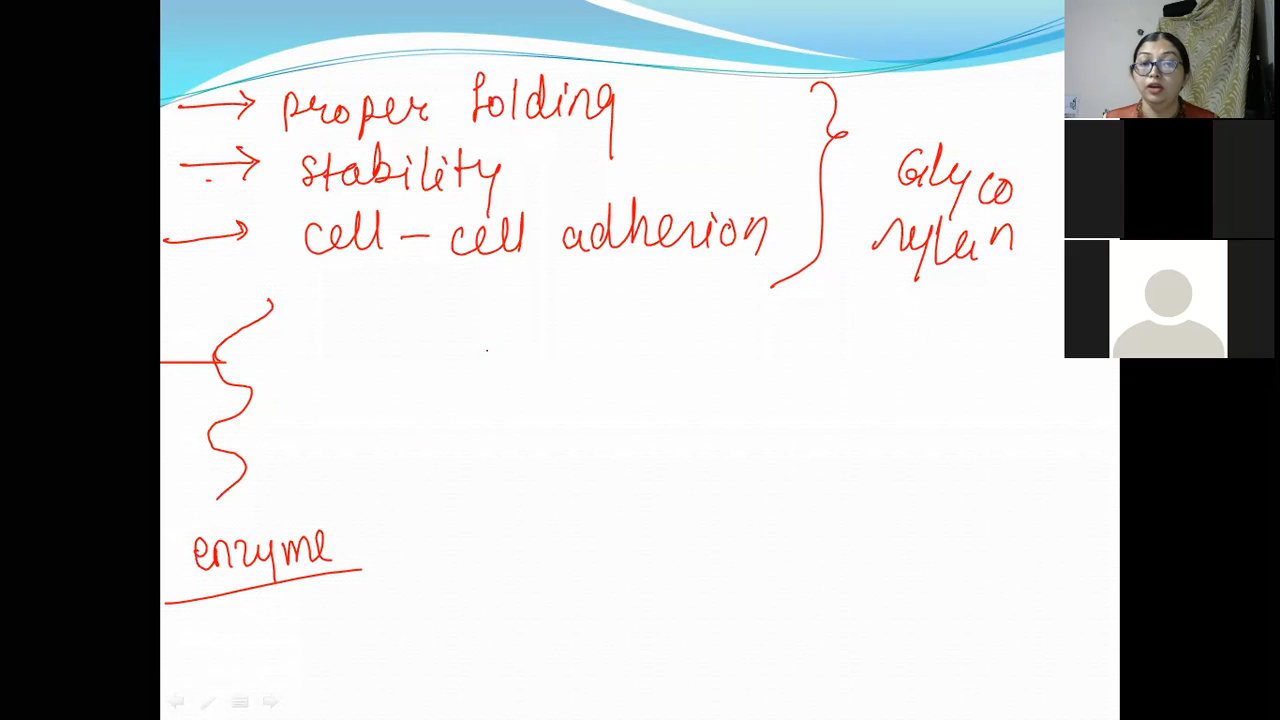 → proper folding
→ stability
→ cell - cell adhesion
Glyco
sylan
enzyme